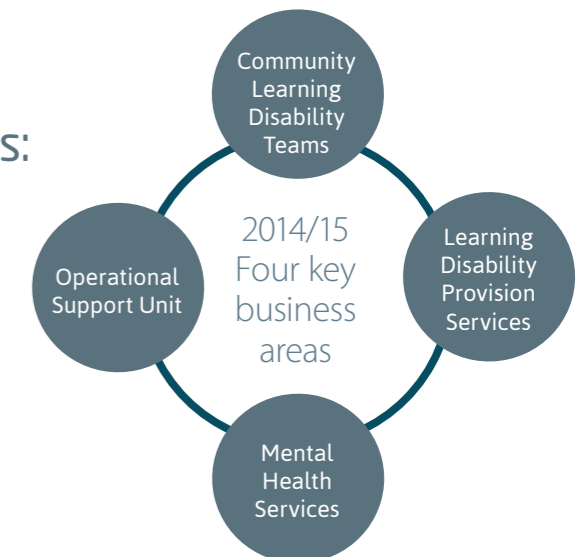 Community
Learning
Disability
Teams
s:
2014/15
Four key
business
areas
Learning
Disability
Provision
Services
Operational
Support Unit
Mental
Health
Services